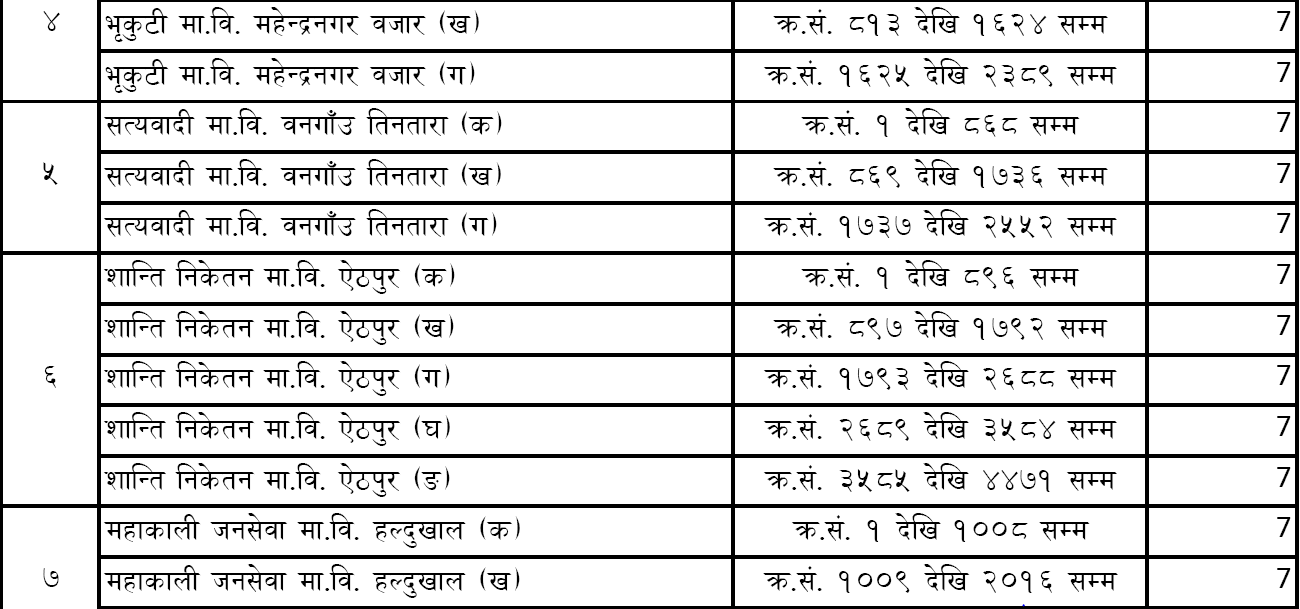 ४ भृकुटी मा.वि. महेन्द्रनगर वजार (ख) क्र.सं. ८१३ देखि १६२४ सम्म 7
भृकुटी मा.वि. महेन्द्रनगर वजार (ग) क्र.सं. १६२५ देखि २३८९ सम्म 7
सत्यवादी मा.वि. वनगाँउ तिनतारा (क) क्र.सं. १ देखि ८६८ सम्म 7
५ सत्यवादी मा.वि. वनगाँउ तिनतारा (ख) क्र.सं. ८६९ देखि १७३६ सम्म 7
सत्यवादी मा.वि. वनगाँउ तिनतारा (ग) क्र.सं. १७३७ देखि २५५२ सम्म 7
शान्ति निकेतन मा.वि. ऐठपुर (क) क्र.सं. १ देखि ८९६ सम्म 7
शान्ति निकेतन मा.वि. ऐठपुर (ख) क्र.सं. ८९७ देखि १७९२ सम्म 7
६ शान्ति निकेतन मा.वि. ऐठपुर (ग) क्र.सं. १७९३ देखि २६८८ सम्म 7
शान्ति निकेतन मा.वि. ऐठपुर (घ) क्र.सं. २६८९ देखि ३५८४ सम्म 7
शान्ति निकेतन मा.वि. ऐठपुर (ङ) क्र.सं. ३५८५ देखि ४४७१ सम्म 7
महाकाली जनसेवा मा.वि. हल्दुखाल (क) क्र.सं. १ देखि १००८ सम्म 7
७ महाकाली जनसेवा मा.वि. हल्दुखाल (ख) क्र.सं. १००९ देखि २०१६ सम्म 7